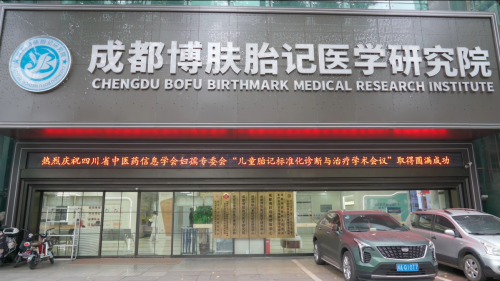 成都博肤胎记医学研究院
CHENGDU BOFU BIRTHMARK MEDICAL RESEARCH INSTITUTE
热烈庆祝四川省中医药信息学会妇孺专委会“儿童胎记标准化诊断与治疗学术会议”取得圆满成功